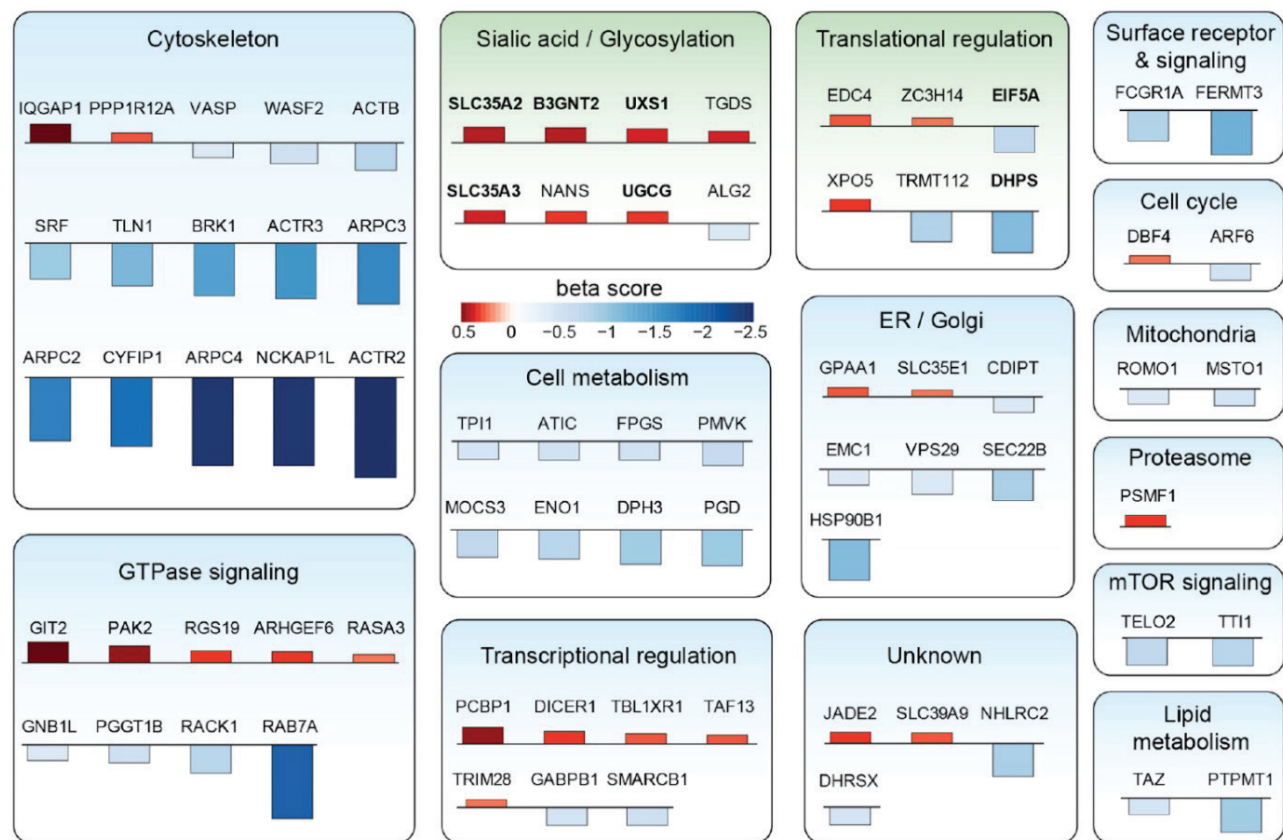 Cytoskeleton
IQGAP1 PPP1R12A VASP WASF2 ACTB
SRF TLN1 BRK1 ACTR3 ARPC3
ARPC2 CYFIP1 ARPC4 NCKAP1L ACTR2
GTPase signaling
GIT2 PAK2 RGS19 ARHGEF6 RASA3
GNB1L PGGT1B RACK1 RAB7A
Sialic acid / Glycosylation
SLC35A2 B3GNT2 UXS1 TGDS
SLC35A3 NANS UGCG ALG2
beta score
0.5 0 −0.5 −1 −1.5 −2 −2.5
Cell metabolism
TPI1 ATIC FPGS PMVK
MOCS3 ENO1 DPH3 PGD
Transcriptional regulation
PCBP1 DICER1 TBL1XR1 TAF13
TRIM28 GABPB1 SMARCB1
Translational regulation
EDC4 ZC3H14 EIF5A
XPO5 TRMT112 DHPS
ER / Golgi
GPAA1 SLC35E1 CDIPT
EMC1 VPS29 SEC22B
HSP90B1
Unknown
JADE2 SLC39A9 NHLRC2
DHRSX
Surface receptor
& signaling
FCGR1A FERMT3
Cell cycle
DBF4 ARF6
Mitochondria
ROMO1 MSTO1
Proteasome
PSMF1
mTOR signaling
TELO2 TTI1
Lipid
metabolism
TAZ PTPMT1